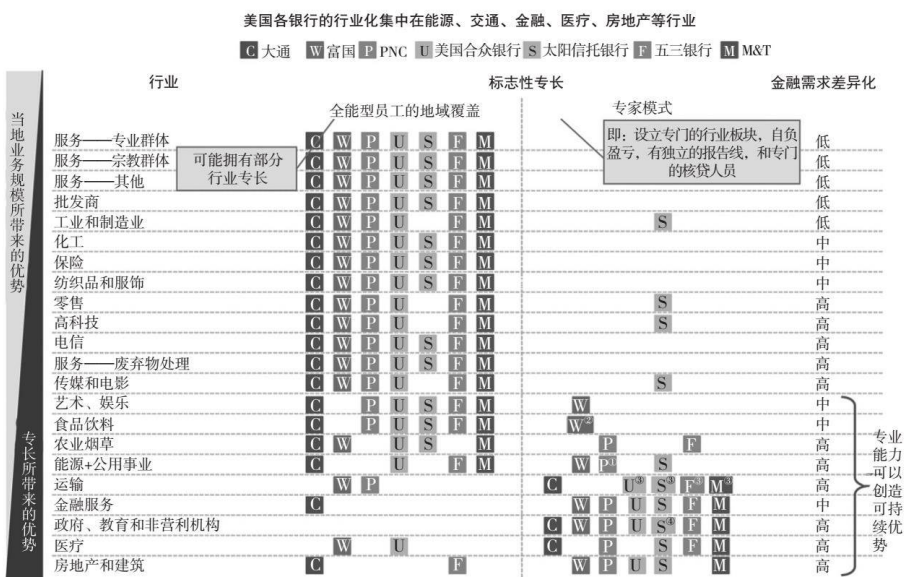 美国各银行的行业化集中在能源、交通、金融、医疗、房地产等行业
C 大通 W 富国 P PNC U 美国合众银行 S 太阳信托银行 F 五三银行 M M&T
行业 标志性专长 金融需求差异化
全能型员工的地域覆盖 专家模式
可能拥有部分
行业专长
即：设立专门的行业板块，自负
盈亏，有独立的报告线，和专门
的核贷人员
当地业务规模所带来的优势
专长所带来的优势
服务——专业群体 C W P U S F M 低
服务——宗教群体 C W P U S F M 低
服务——其他 C W P U S F M 低
批发商 C W P U S F M 低
工业和制造业 C W P U F M S 低
化工 C W P U S F M 中
保险 C W P U S F M 中
纺织品和服饰 C W P U S F M 中
零售 C W P U F M S 高
高科技 C W P U F M S 高
电信 C W P U S F M 高
服务——废弃物处理 C W P U S F M 高
传媒和电影 C W P U F M S 高
艺术、娱乐 C P U S F M W 中
食品饮料 C P U S F M W② 中
农业烟草 C W U S M P F 高
能源+公用事业 C U F M W P① S 高
运输 W P C U③ S③ F③ M③ 高
金融服务 C W P U S F M 中
政府、教育和非营利机构 C W P U S④ F M 高
医疗 W U C P S F M 高
房地产和建筑 C F W P U S M 高
专业
能力
可以
创造
可持
续优
势